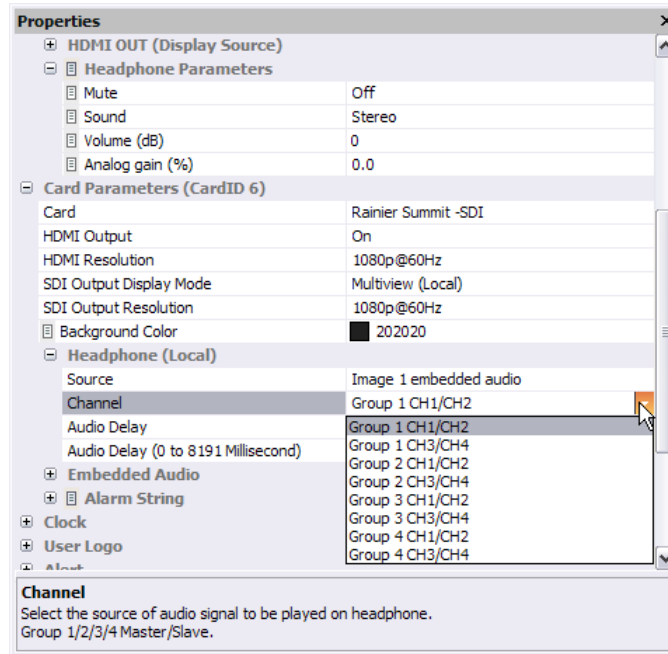 Properties
HDMI OUT (Display Source)
Headphone Parameters
Mute Off
Sound Stereo
Volume (dB) 0
Analog gain (%) 0.0
Card Parameters (CardID 6)
Card Rainier Summit -SDI
HDMI Output On
HDMI Resolution 1080p@60Hz
SDI Output Display Mode Multiview (Local)
SDI Output Resolution 1080p@60Hz
Background Color 202020
Headphone (Local)
Source Image 1 embedded audio
Channel Group 1 CH1/CH2
Audio Delay Group 1 CH1/CH2
Group 1 CH3/CH4
Audio Delay (0 to 8191 Millisecond) Group 2 CH1/CH2
Embedded Audio Group 2 CH3/CH4
Group 3 CH1/CH2
Alarm String Group 3 CH3/CH4
Clock Group 4 CH1/CH2
User Logo Group 4 CH3/CH4
Alert
Channel
Select the source of audio signal to be played on headphone.
Group 1/2/3/4 Master/Slave.